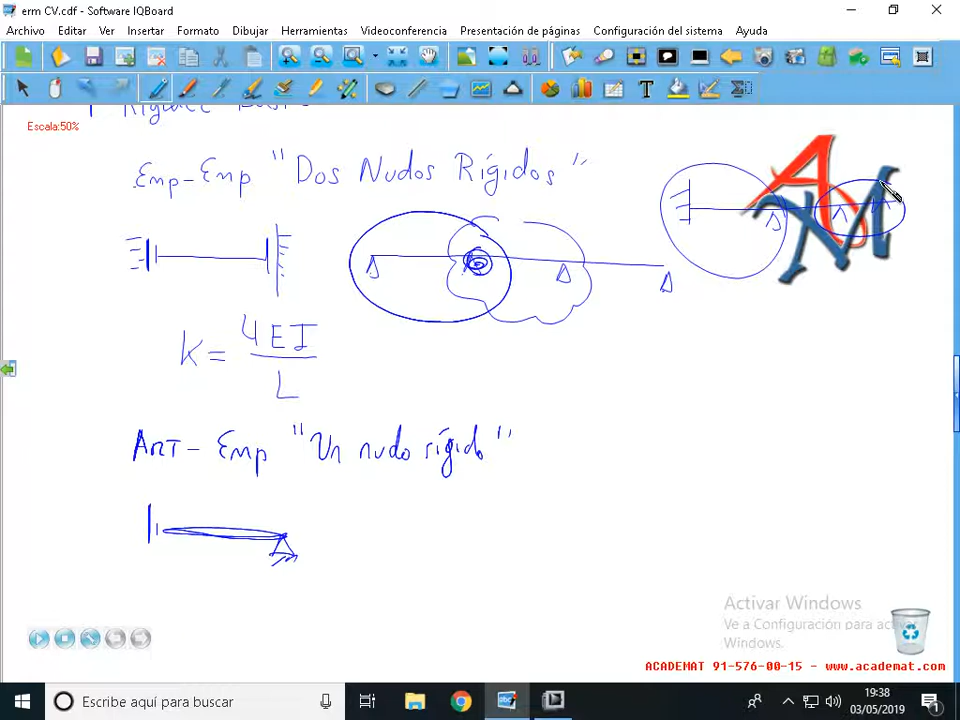 erm CV.cdf - Software IQBoard
Archivo Editar Ver Insertar Formato Dibujar Herramientas Videoconferencia Presentación de páginas Configuración del sistema Ayuda
Escala:50%
Emp-Emp "Dos Nudos Rígidos"
K = 4EI
L
ART - Emp "Un nudo rígido"
Activar Windows
Ve a Configuración para activar
Windows.
ACADEMAT 91-576-00-15 - www.academat.com
Escribe aquí para buscar
19:38
03/05/2019
1